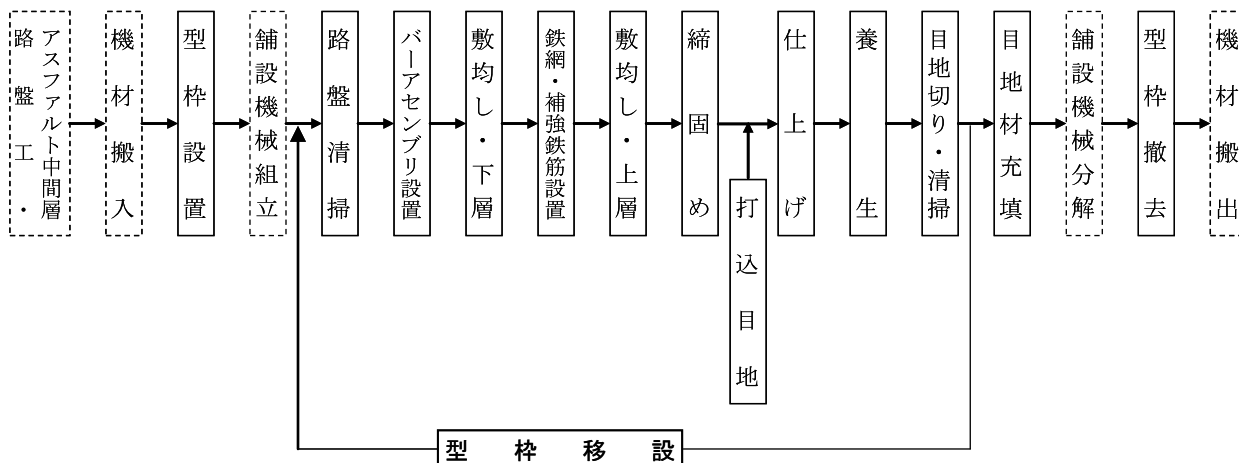 アスファルト中間層
路盤工・
機材搬入
型枠設置
舗設機械組立
路盤清掃
バーアセンブリ設置
敷均し・下層
鉄網・補強鉄筋設置
敷均し・上層
締固め
打込目地
仕上げ
養生
目地切り・清掃
目地材充填
舗設機械分解
型枠撤去
機材搬出
型枠移設